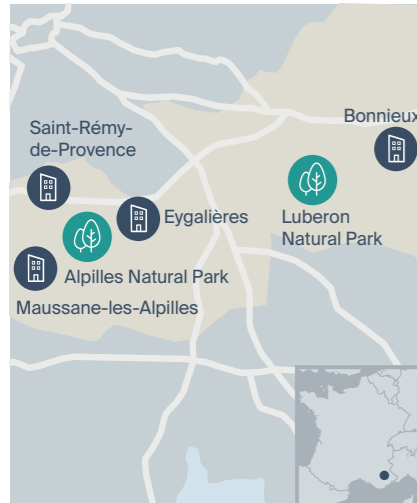 Bonnieux
Saint-Rémy-
de-Provence
Eygalières
Luberon
Natural Park
Alpilles Natural Park
Maussane-les-Alpilles